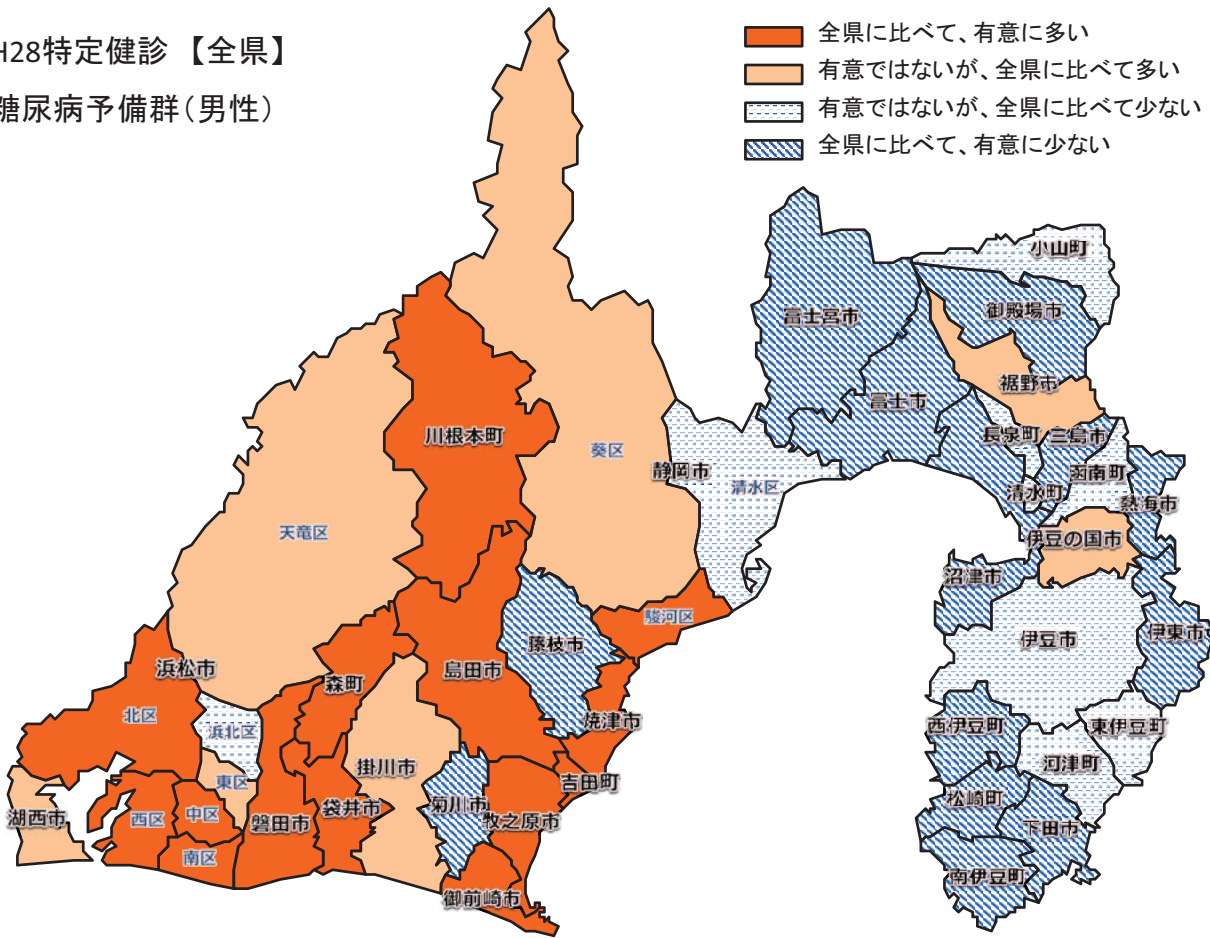 H28特定健診 【全県】
糖尿病予備群(男性)
全県に比べて、有意に多い
有意ではないが、全県に比べて多い
有意ではないが、全県に比べて少ない
全県に比べて、有意に少ない
小山町
御殿場市
富士宮市
裾野市
富士市
川根本町
長泉町
三島市
葵区
静岡市
函南町
清水区
清水町
熱海市
天竜区
伊豆の国市
沼津市
駿河区
藤枝市
伊豆市
伊東市
浜松市
島田市
森町
北区
焼津市
西伊豆町
東伊豆町
浜北区
掛川市
河津町
東区
吉田町
松崎町
菊川市
袋井市
湖西市
西区
中区
磐田市
牧之原市
下田市
南区
南伊豆町
御前崎市